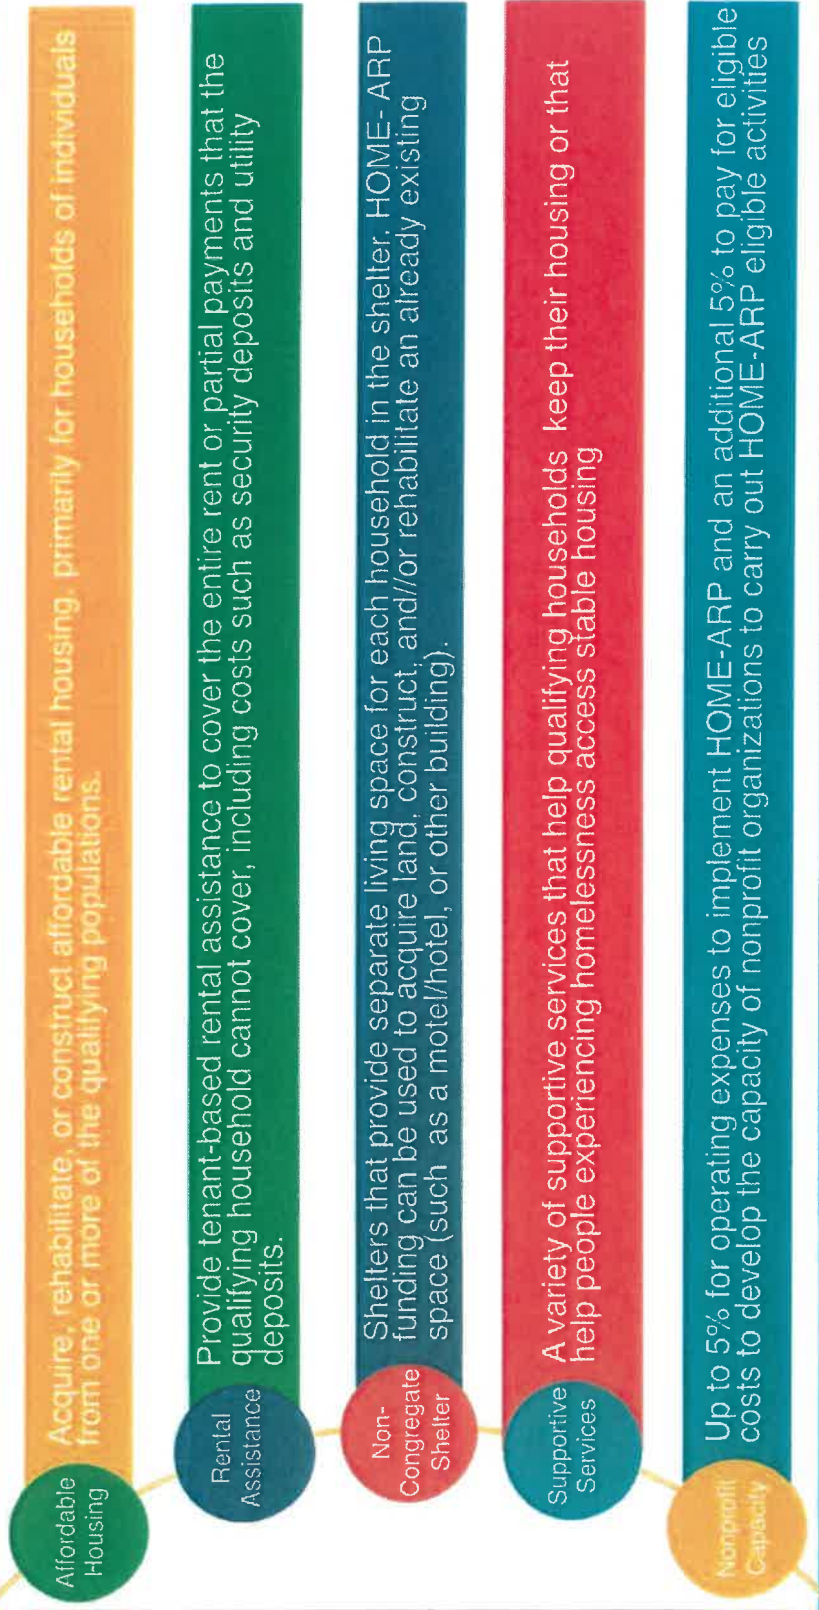 Affordable
Housing
Acquire, rehabilitate, or construct affordable rental housing, primarily for households of individuals
from one or more of the qualifying populations.
Rental
Assistance
Provide tenant-based rental assistance to cover the entire rent or partial payments that the
qualifying household cannot cover, including costs such as security deposits and utility
deposits.
Non-
Congregate
Shelter
Shelters that provide separate living space for each household in the shelter. HOME- ARP
funding can be used to acquire land, construct, and//or rehabilitate an already existing
space (such as a motel/hotel, or other building).
Supportive
Services
A variety of supportive services that help qualifying households keep their housing or that
help people experiencing homelessness access stable housing
Nonprofit
Capacity
Up to 5% for operating expenses to implement HOME-ARP and an additional 5% to pay for eligible
costs to develop the capacity of nonprofit organizations to carry out HOME-ARP eligible activities